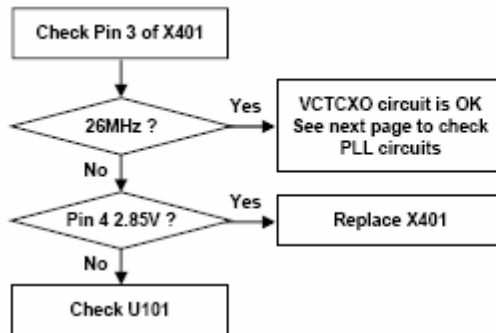 Check Pin 3 of X401
Yes
26MHz ?
VCTCXO circuit is OK
See next page to check
PLL circuits
No
Yes
Pin 4 2.85V ?
Replace X401
No
Check U101